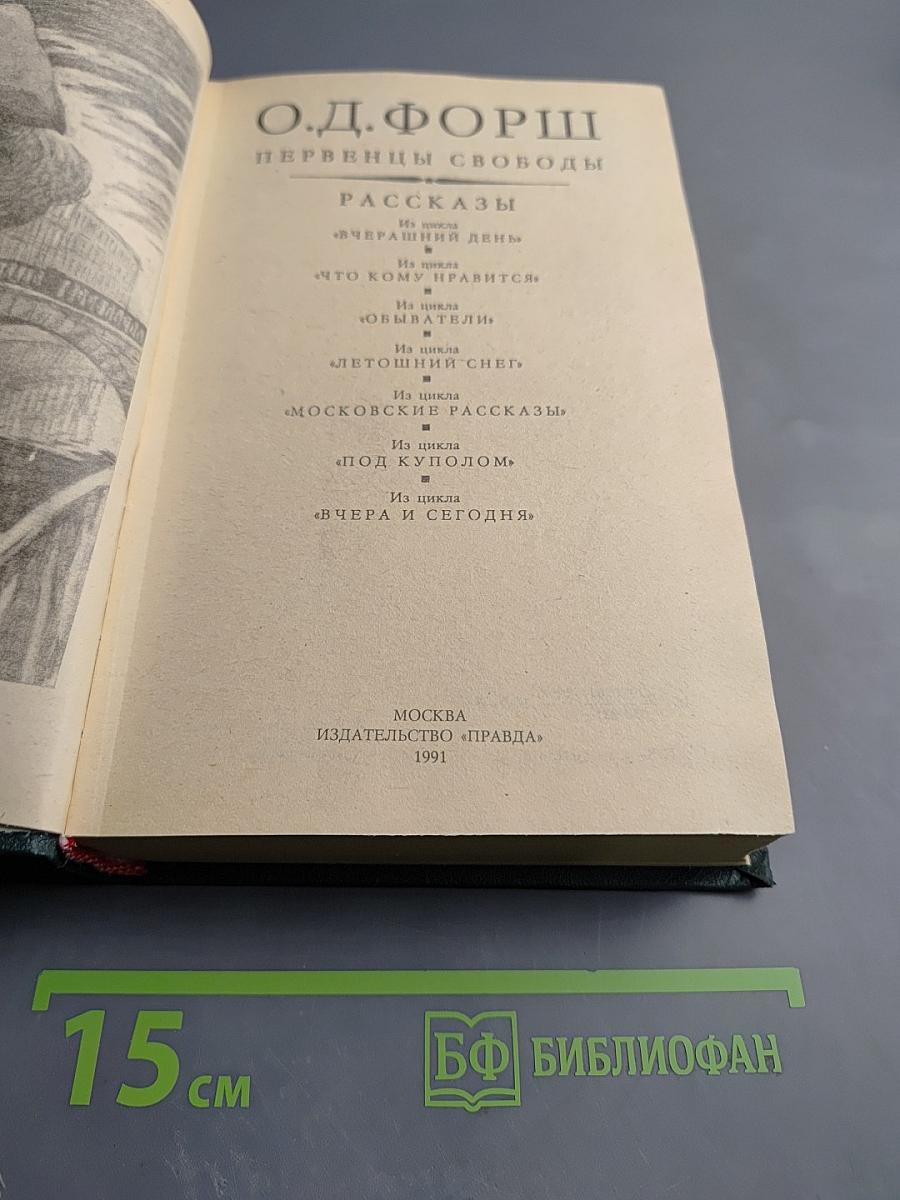 О.Д.ФОРШ
ПЕРВЕНЦЫ СВОБОДЫ
РАССКАЗЫ
Из цикла
«ВЧЕРАШНИЙ ДЕНЬ»
Из цикла
«ЧТО КОМУ НРАВИТСЯ»
Из цикла
«ОБЫВАТЕЛИ»
Из цикла
«ЛЕТОШНИЙ СНЕГ»
Из цикла
«МОСКОВСКИЕ РАССКАЗЫ»
Из цикла
«ПОД КУПОЛОМ»
Из цикла
«ВЧЕРА И СЕГОДНЯ»
МОСКВА
ИЗДАТЕЛЬСТВО «ПРАВДА»
1991
15 см
БФ БИБЛИОФАН